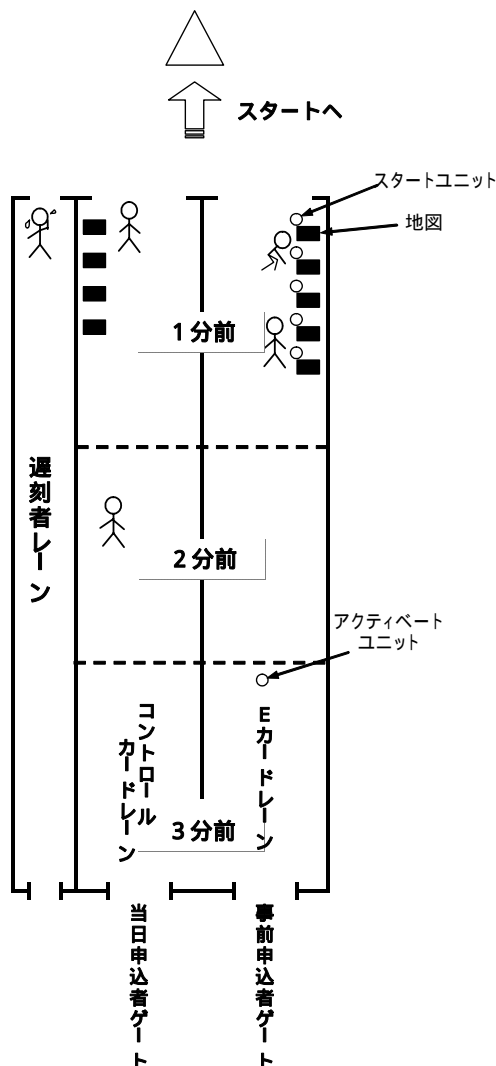 スタートへ
スタートユニット
地図
1分前
遅刻者レーン
2分前
アクティベート
ユニット
コントロール
カードレーン
Eカードレーン
3分前
当日申込者ゲート
事前申込者ゲート